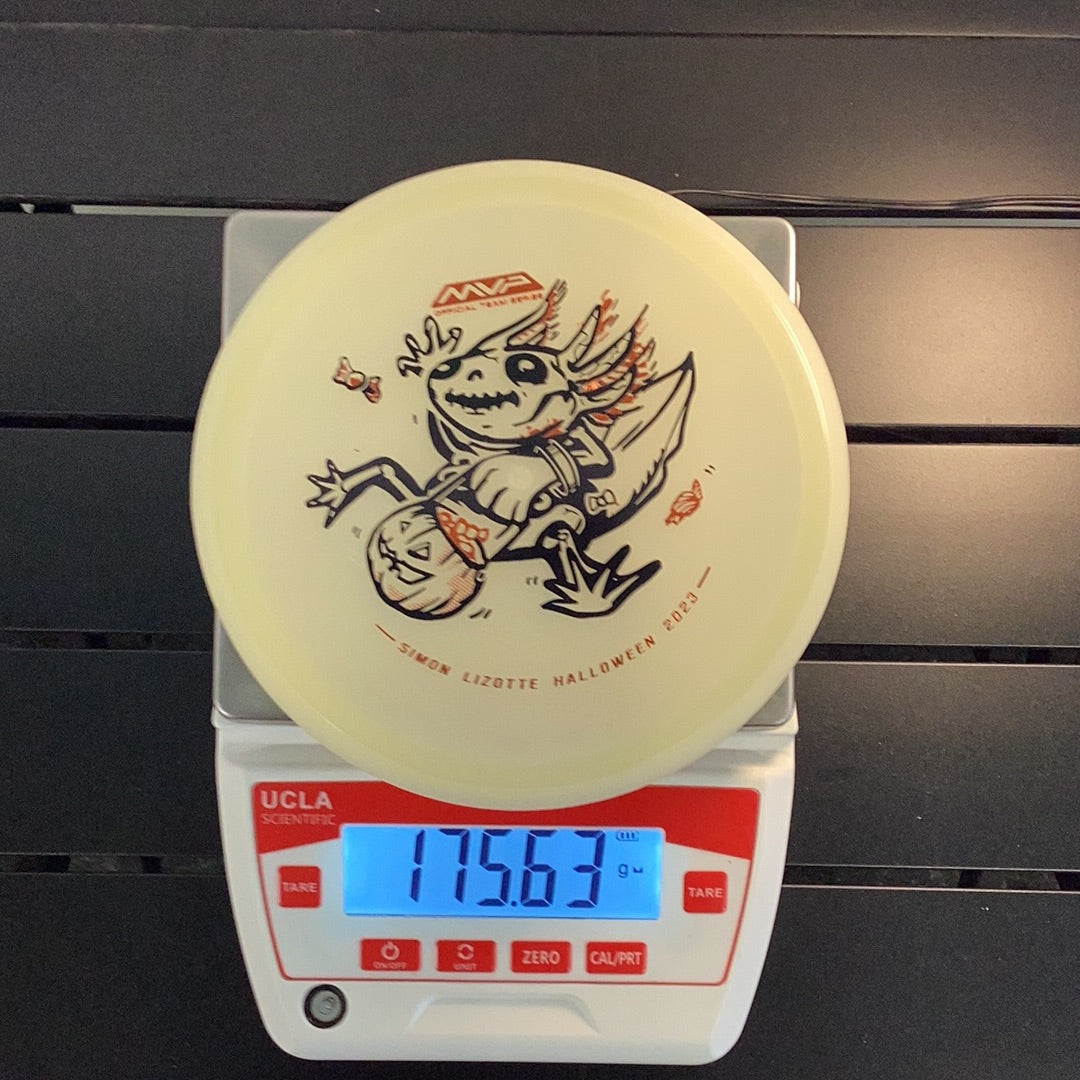 MVP
OFFICIAL TEAM SERIES
— SIMON LIZOTTE HALLOWEEN 2023 —
UCLA
SCIENTIFIC
175.63 g
TARE
TARE
ON/OFF
UNIT
ZERO
CAL/PRT